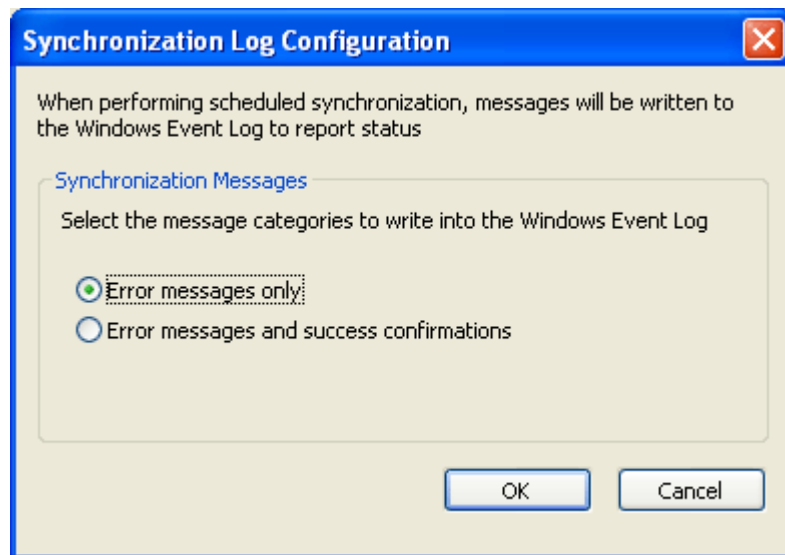 Synchronization Log Configuration
When performing scheduled synchronization, messages will be written to
the Windows Event Log to report status
Synchronization Messages
Select the message categories to write into the Windows Event Log
Error messages only
Error messages and success confirmations
OK
Cancel